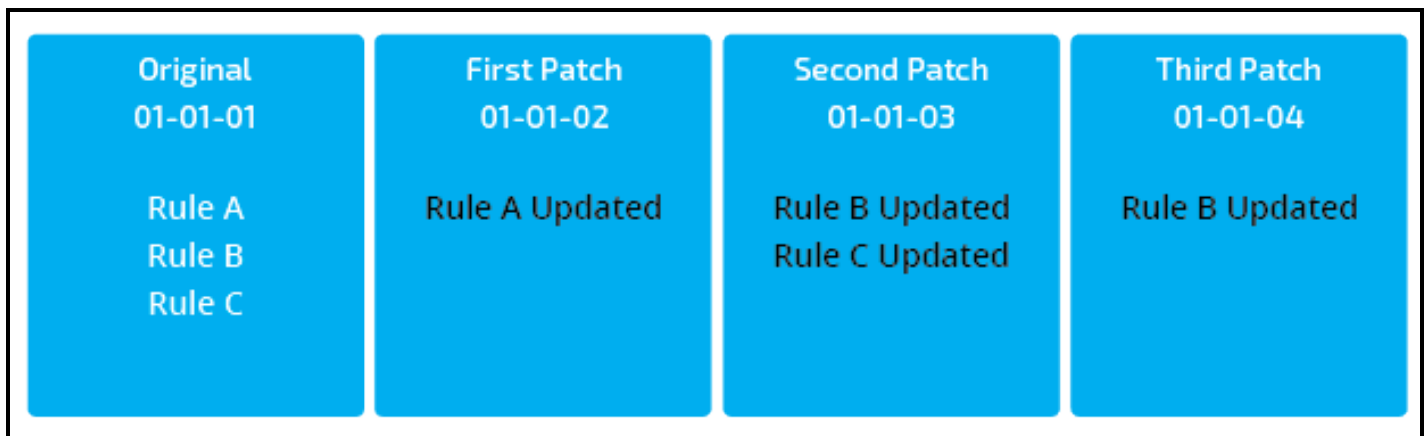 Original
01-01-01
Rule A
Rule B
Rule C
First Patch
01-01-02
Rule A Updated
Second Patch
01-01-03
Rule B Updated
Rule C Updated
Third Patch
01-01-04
Rule B Updated